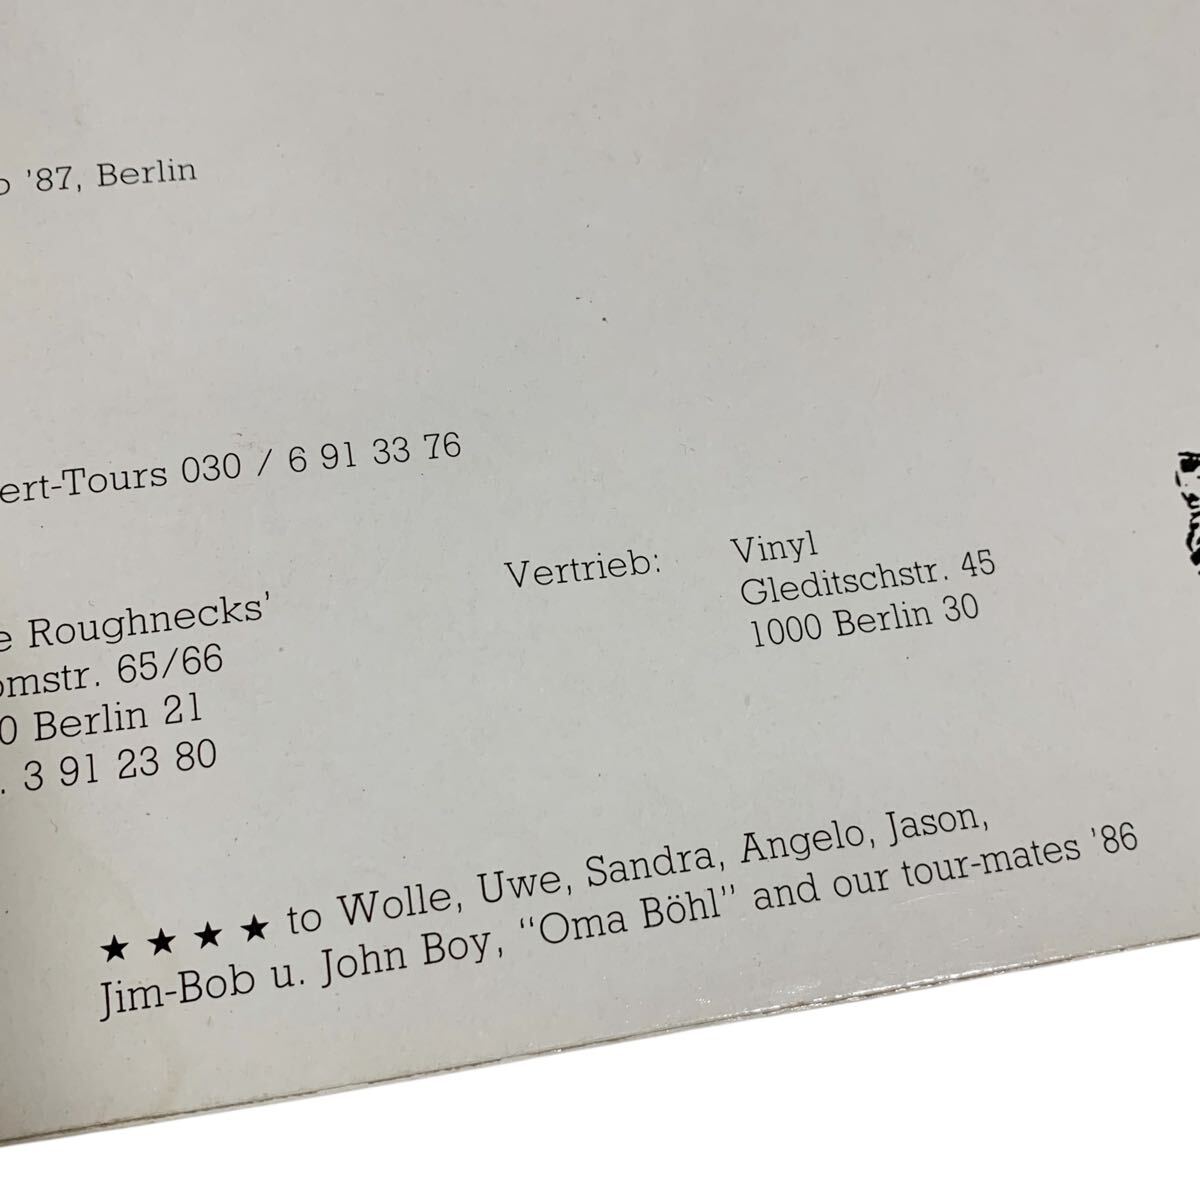 '87, Berlin
ert-Tours 030 / 6 91 33 76
e Roughnecks'
omstr. 65/66
0 Berlin 21
. 3 91 23 80
Vertrieb: Vinyl
Gleditschstr. 45
1000 Berlin 30
★ ★ ★ ★ to Wolle, Uwe, Sandra, Angelo, Jason,
Jim-Bob u. John Boy, "Oma Böhl" and our tour-mates '86